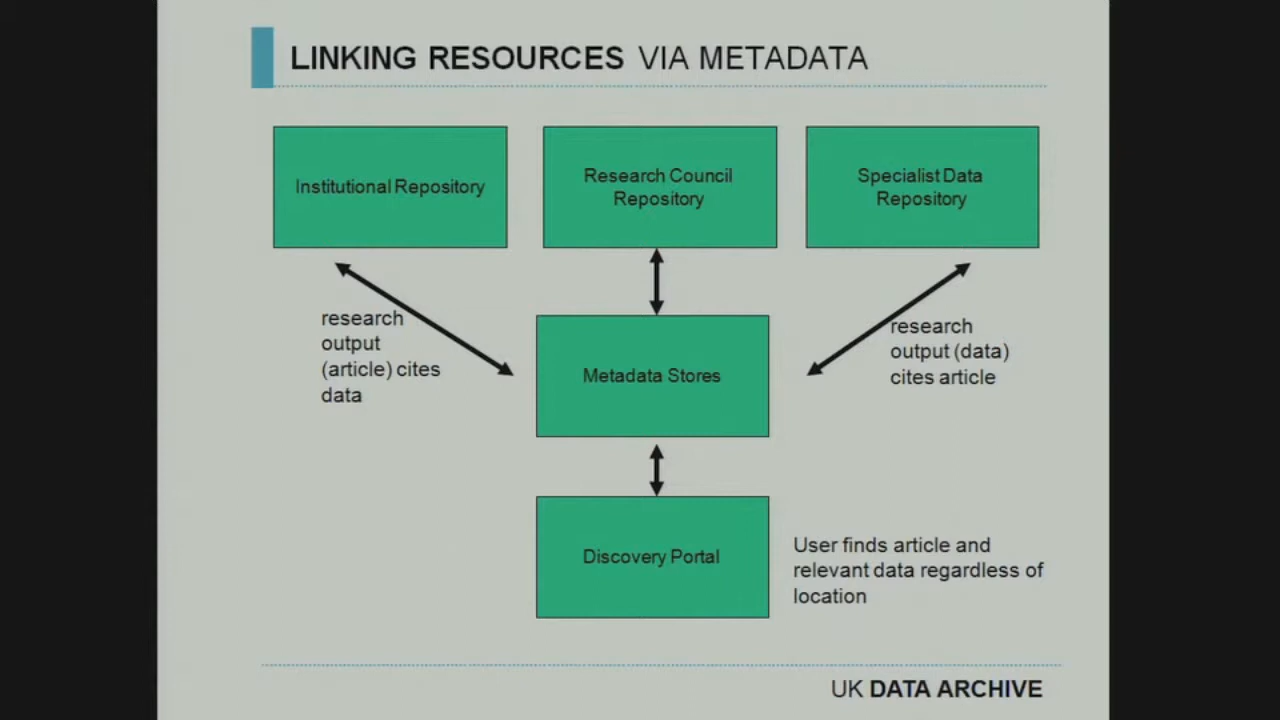 LINKING RESOURCES VIA METADATA
Institutional Repository
Research Council
Repository
Specialist Data
Repository
research
output
(article) cites
data
Metadata Stores
research
output (data)
cites article
Discovery Portal
User finds article and
relevant data regardless of
location
UK DATA ARCHIVE